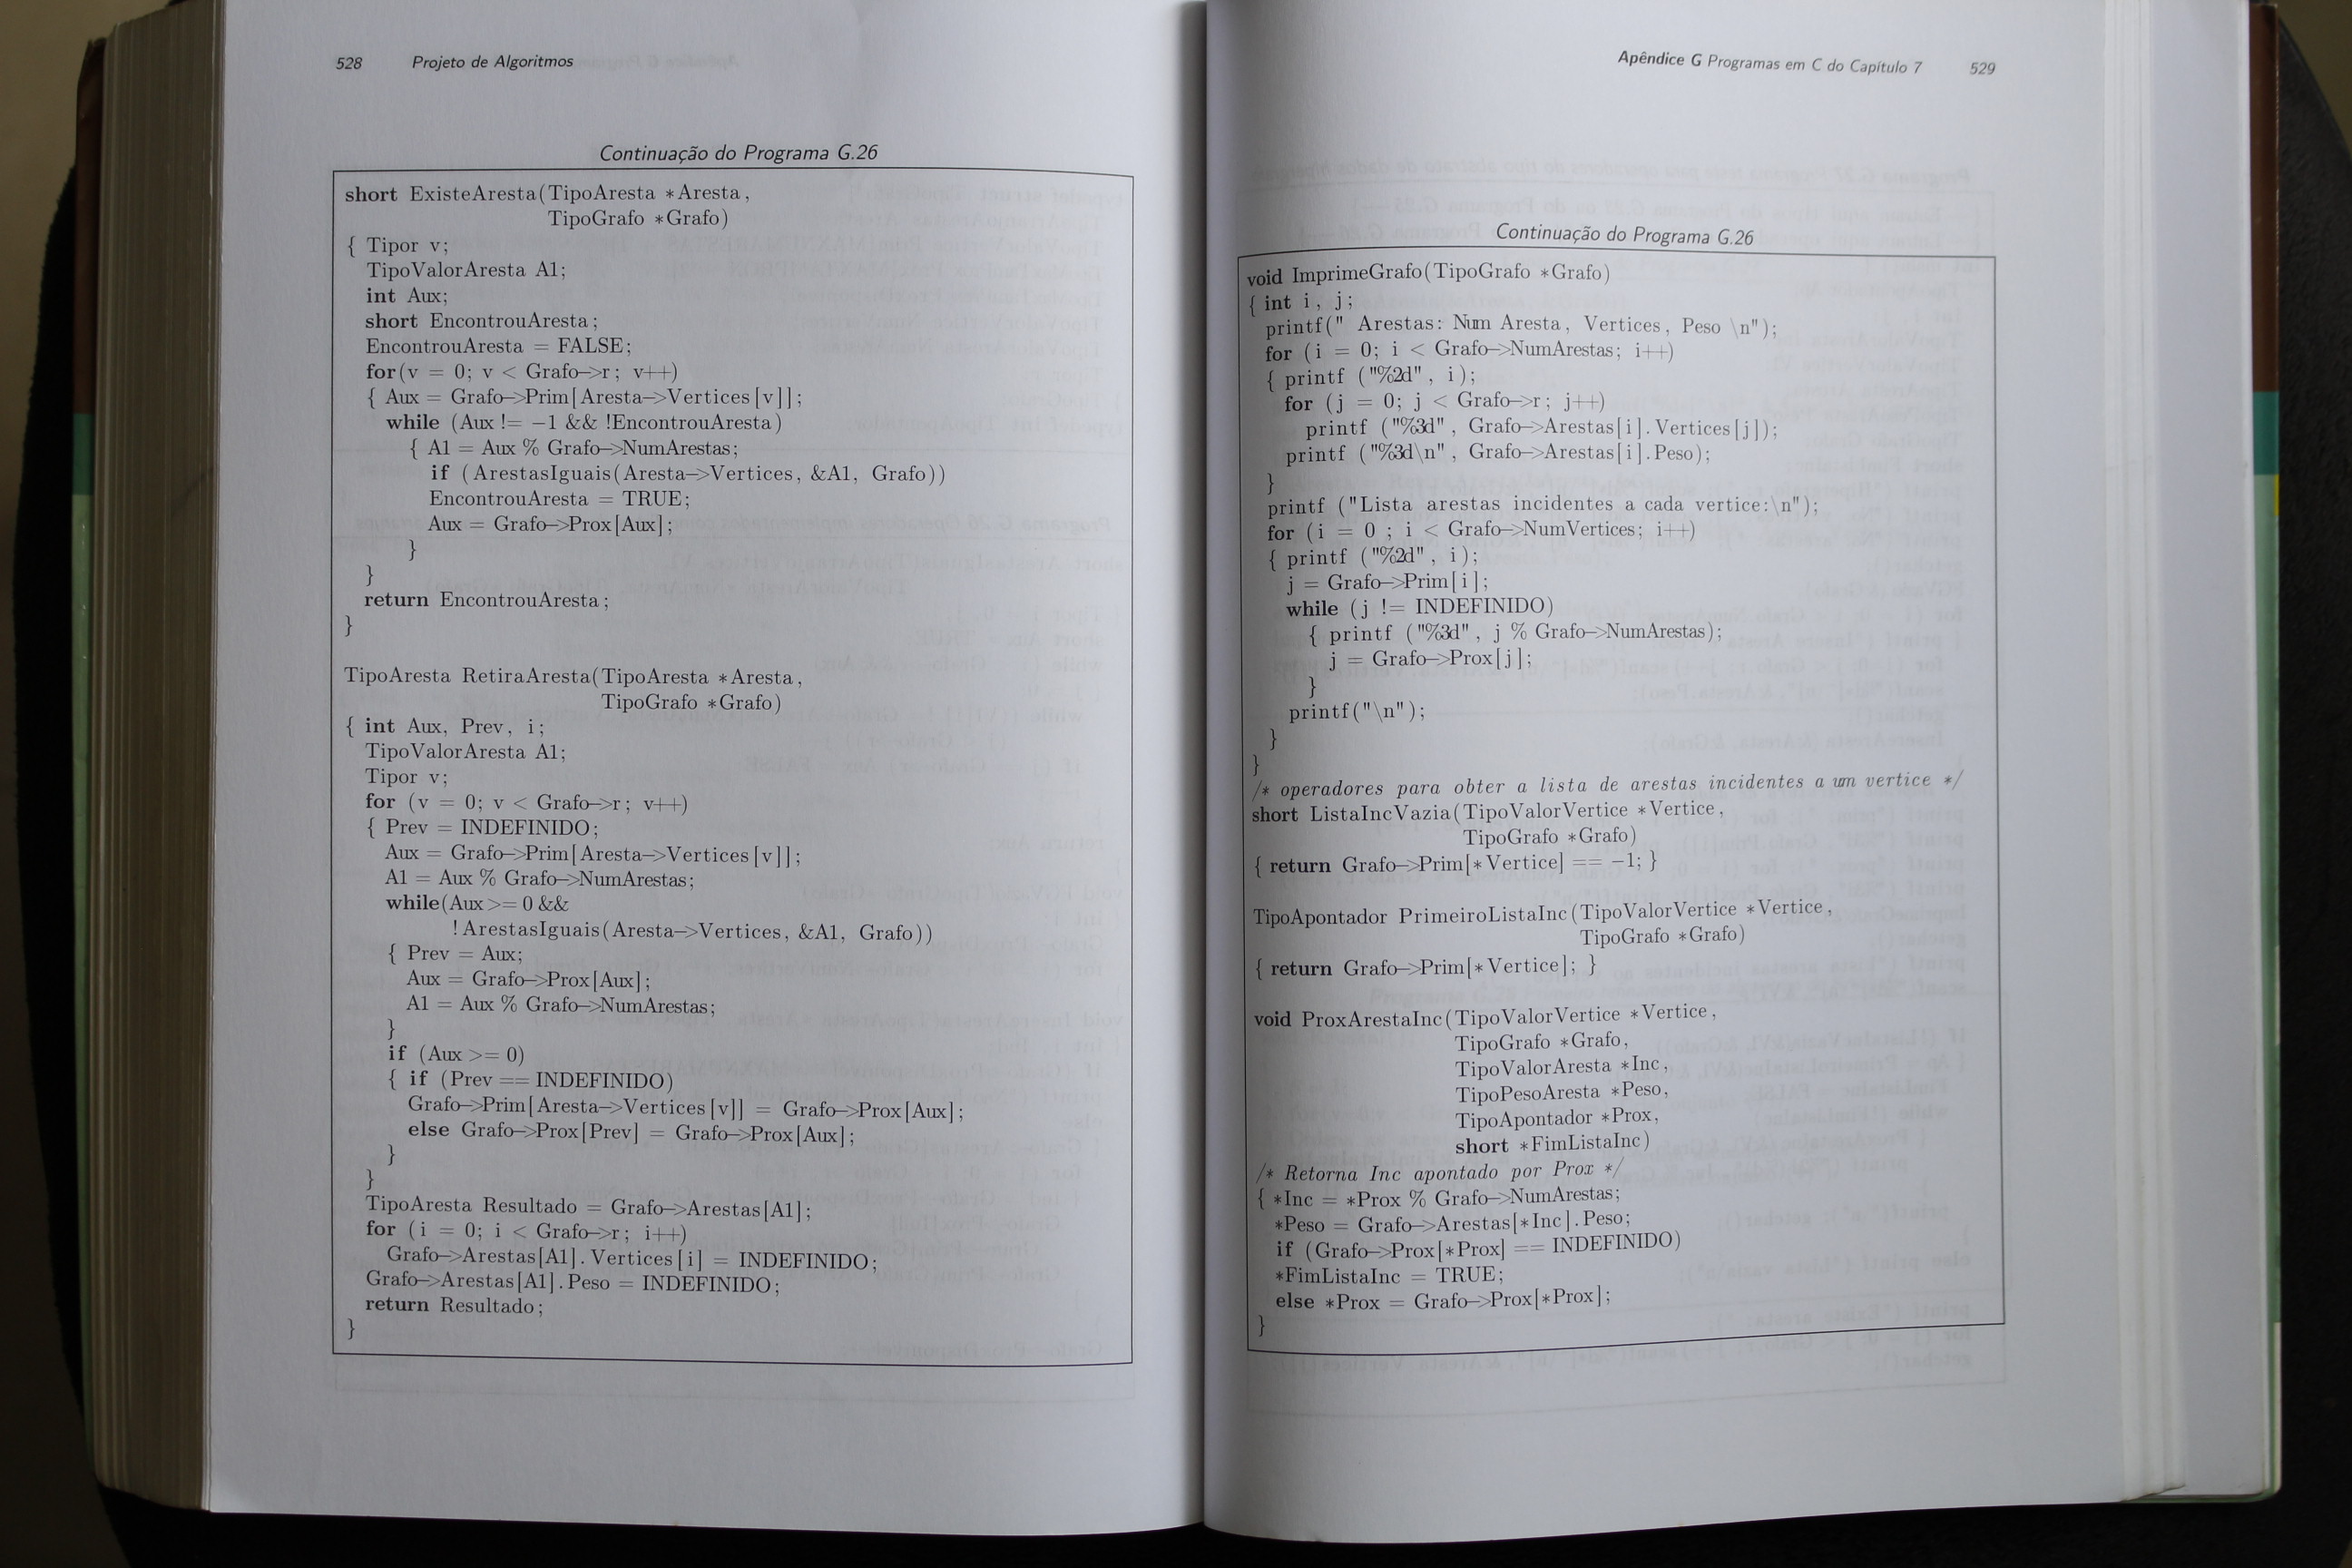 528 Projeto de Algoritmos
Continuação do Programa G.26
short ExisteAresta(TipoAresta *Aresta,
TipoGrafo *Grafo)
{ Tipor v;
TipoValorAresta A1;
int Aux;
short EncontrouAresta;
EncontrouAresta = FALSE;
for(v = 0; v < Grafo->r; v++)
{ Aux = Grafo->Prim[Aresta->Vertices[v]];
while (Aux != -1 && !EncontrouAresta)
{ A1 = Aux % Grafo->NumArestas;
if (ArestasIguais(Aresta->Vertices, &A1, Grafo))
EncontrouAresta = TRUE;
Aux = Grafo->Prox[Aux];
}
}
return EncontrouAresta;
}
TipoAresta RetiraAresta(TipoAresta *Aresta,
TipoGrafo *Grafo)
{ int Aux, Prev, i;
TipoValorAresta A1;
Tipor v;
for (v = 0; v < Grafo->r; v++)
{ Prev = INDEFINIDO;
Aux = Grafo->Prim[Aresta->Vertices[v]];
A1 = Aux % Grafo->NumArestas;
while(Aux >= 0 &&
!ArestasIguais(Aresta->Vertices, &A1, Grafo))
{ Prev = Aux;
Aux = Grafo->Prox[Aux];
A1 = Aux % Grafo->NumArestas;
}
if (Aux >= 0)
{ if (Prev == INDEFINIDO)
Grafo->Prim[Aresta->Vertices[v]] = Grafo->Prox[Aux];
else Grafo->Prox[Prev] = Grafo->Prox[Aux];
}
}
TipoAresta Resultado = Grafo->Arestas[A1];
for (i = 0; i < Grafo->r; i++)
Grafo->Arestas[A1].Vertices[i] = INDEFINIDO;
Grafo->Arestas[A1].Peso = INDEFINIDO;
return Resultado;
}
Apêndice G Programas em C do Capítulo 7 529
Continuação do Programa G.26
void ImprimeGrafo(TipoGrafo *Grafo)
{ int i, j;
printf(" Arestas: Num Aresta, Vertices, Peso \n");
for (i = 0; i < Grafo->NumArestas; i++)
{ printf ("%2d", i);
for (j = 0; j < Grafo->r; j++)
printf ("%3d", Grafo->Arestas[i].Vertices[j]);
printf ("%3d\n", Grafo->Arestas[i].Peso);
}
printf ("Lista arestas incidentes a cada vertice:\n");
for (i = 0 ; i < Grafo->NumVertices; i++)
{ printf ("%2d", i);
j = Grafo->Prim[i];
while (j != INDEFINIDO)
{ printf ("%3d", j % Grafo->NumArestas);
j = Grafo->Prox[j];
}
printf("\n");
}
}
/* operadores para obter a lista de arestas incidentes a um vertice */
short ListaIncVazia(TipoValorVertice *Vertice,
TipoGrafo *Grafo)
{ return Grafo->Prim[*Vertice] == -1; }
TipoApontador PrimeiroListaInc(TipoValorVertice *Vertice,
TipoGrafo *Grafo)
{ return Grafo->Prim[*Vertice]; }
void ProxArestaInc(TipoValorVertice *Vertice,
TipoGrafo *Grafo,
TipoValorAresta *Inc,
TipoPesoAresta *Peso,
TipoApontador *Prox,
short *FimListaInc)
/* Retorna Inc apontado por Prox */
{ *Inc = *Prox % Grafo->NumArestas;
*Peso = Grafo->Arestas[*Inc].Peso;
if (Grafo->Prox[*Prox] == INDEFINIDO)
*FimListaInc = TRUE;
else *Prox = Grafo->Prox[*Prox];
}